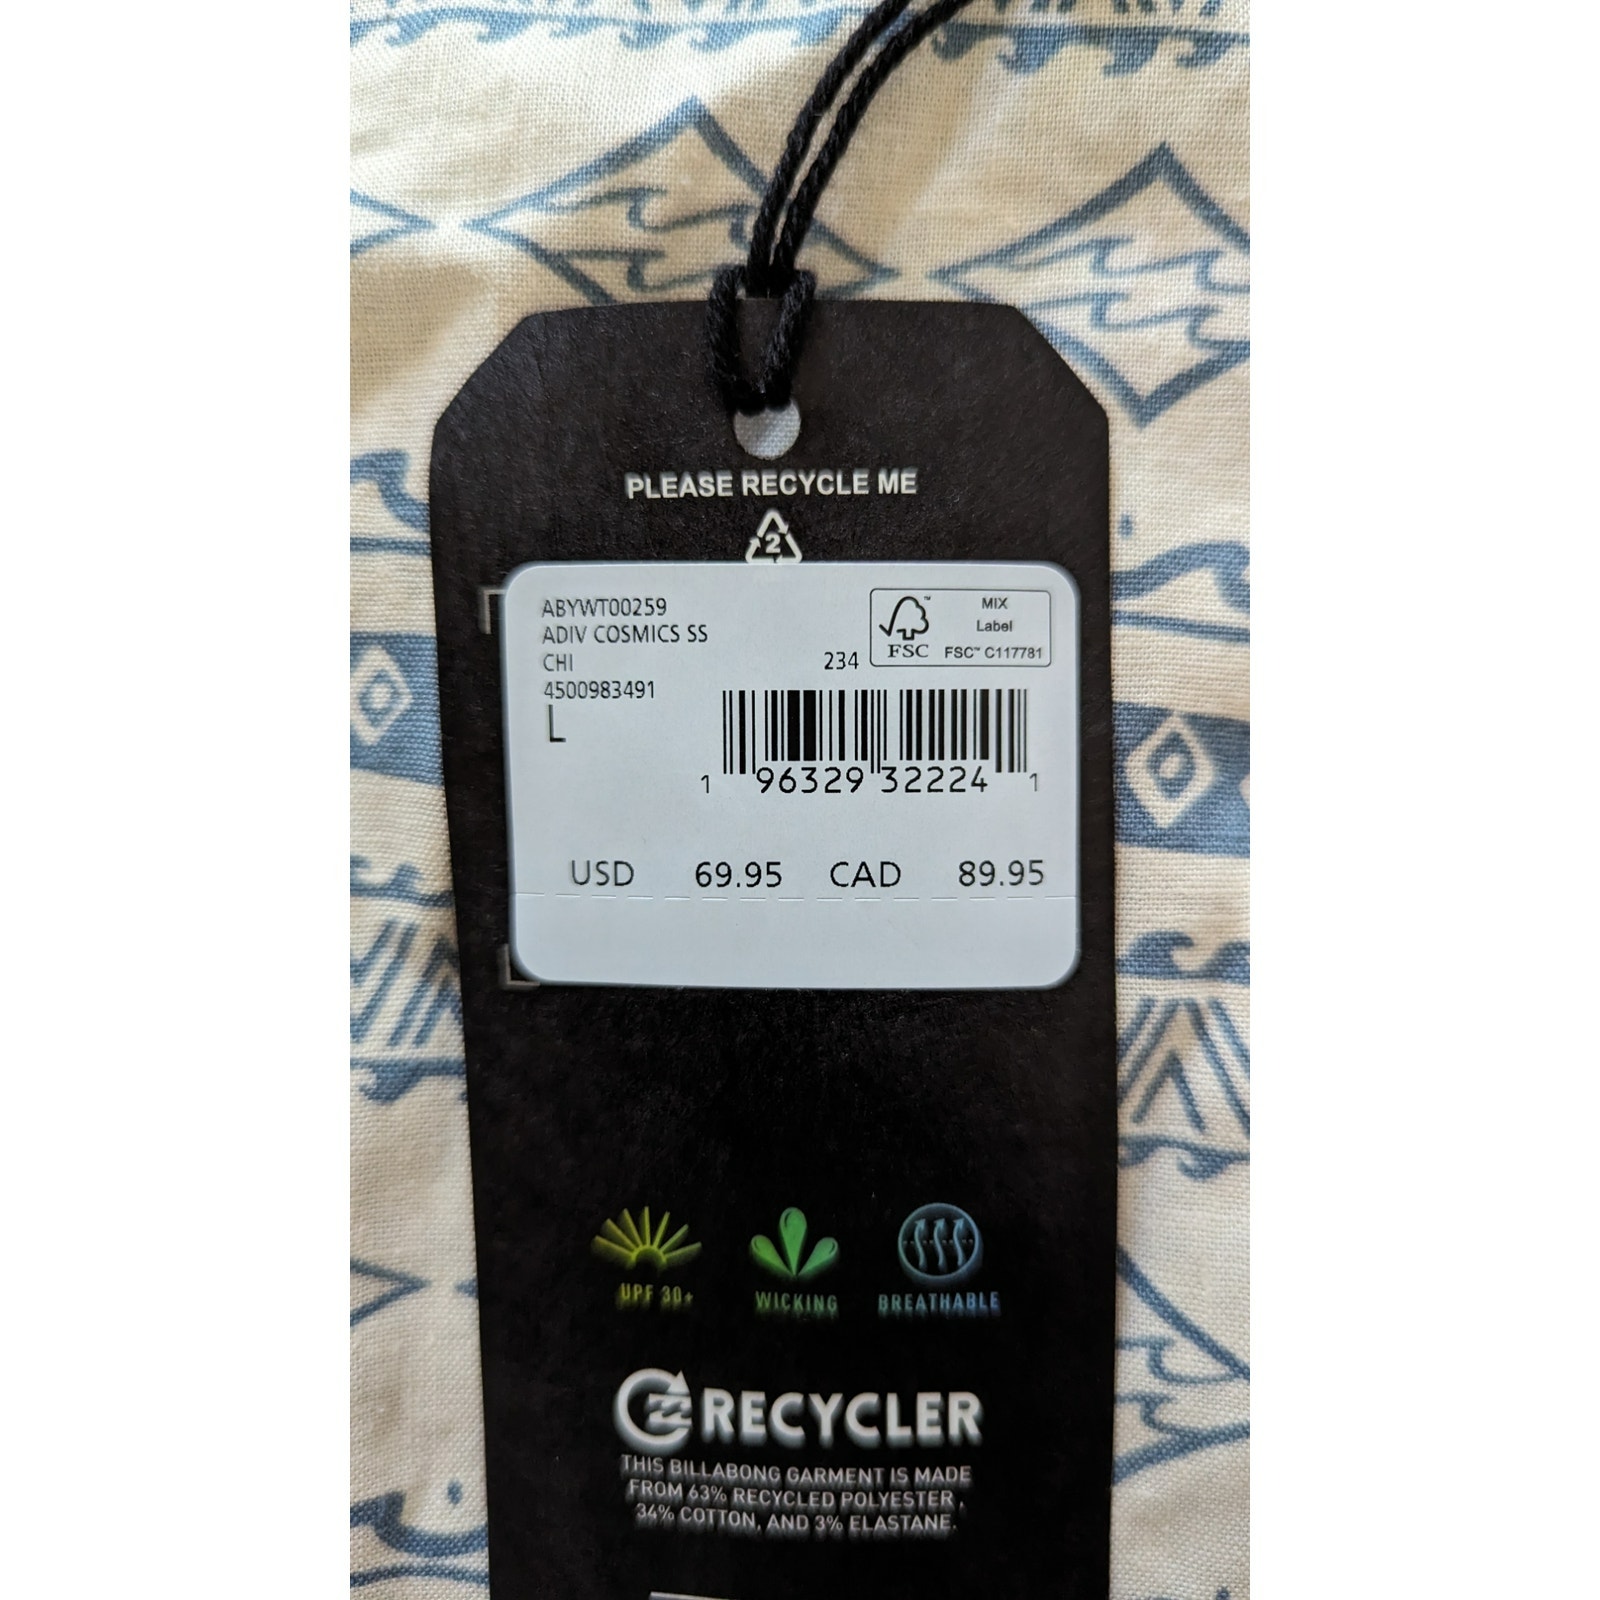 PLEASE RECYCLE ME
2
ABYWT00259
ADIV COSMICS SS
CHI
234
4500983491
L
FSC™
MIX
Label
FSC™ C117781
1 96329 32224 1
USD 69.95 CAD 89.95
UPF 30+
WICKING
BREATHABLE
RECYCLER
THIS BILLABONG GARMENT IS MADE
FROM 63% RECYCLED POLYESTER,
34% COTTON, AND 3% ELASTANE.